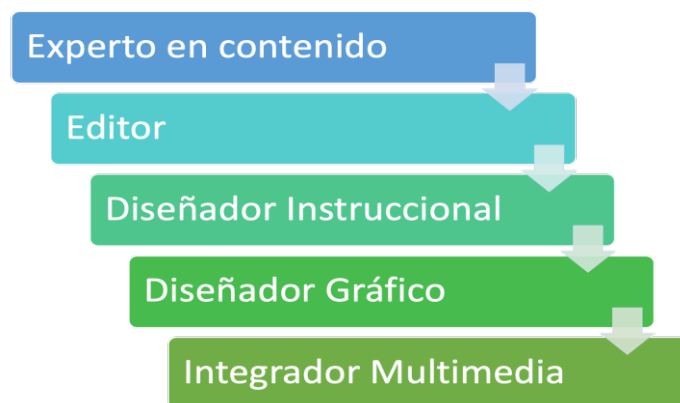 Experto en contenido
Editor
Diseñador Instruccional
Diseñador Gráfico
Integrador Multimedia